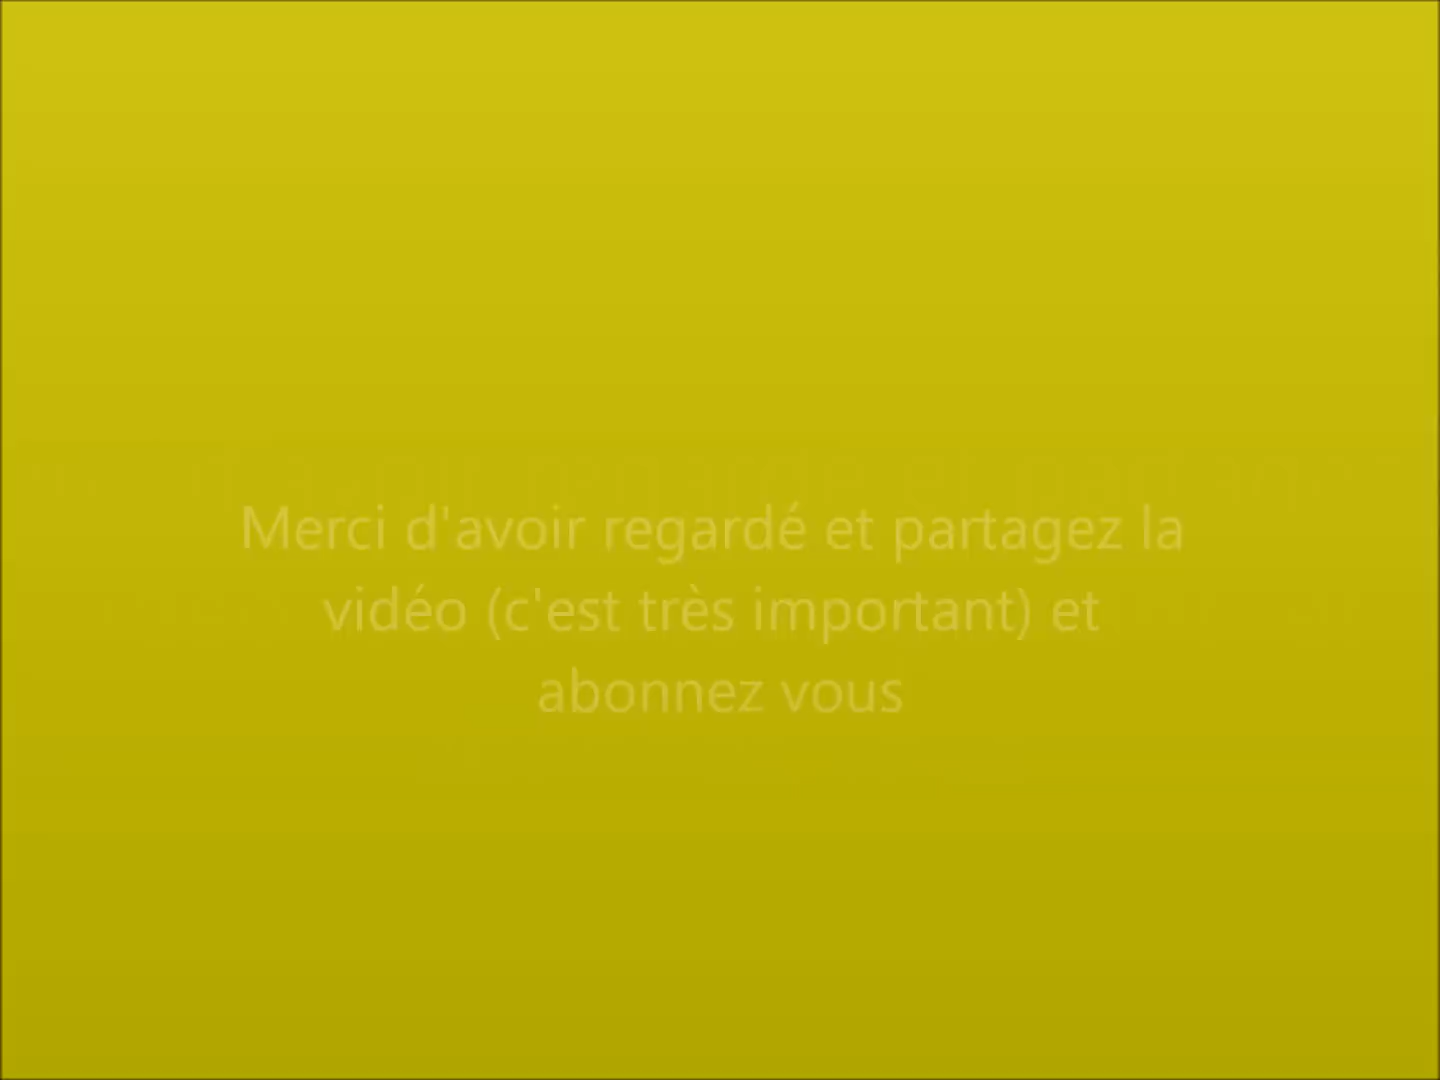 Merci d'avoir regardé et partagez la
vidéo (c'est très important) et
abonnez vous